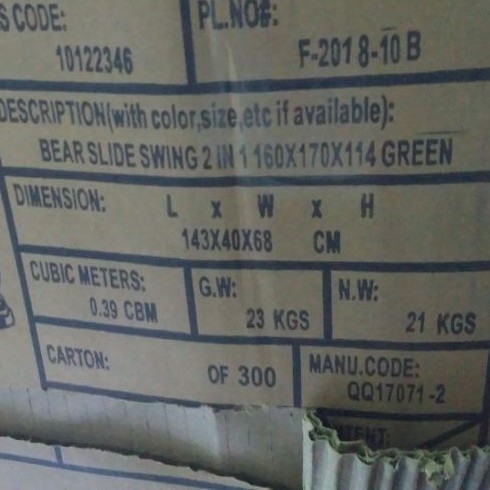 S CODE:
PL.NO#:
10122346
F-2018-10 B
DESCRIPTION(with color,size,etc if available):
BEAR SLIDE SWING 2 IN 1 160X170X114 GREEN
DIMENSION: L x W x H
143X40X68 CM
CUBIC METERS: G.W: N.W:
0.39 CBM 23 KGS 21 KGS
CARTON: OF 300
MANU.CODE:
QQ17071-2
TENT: